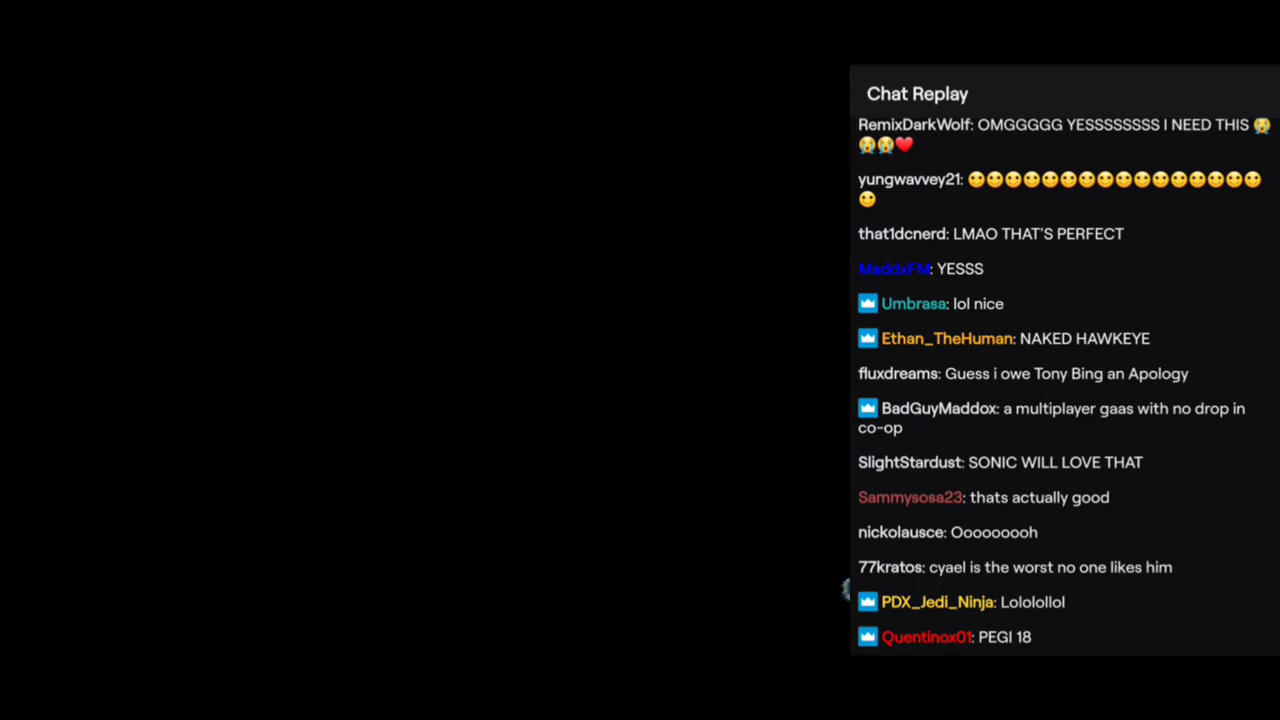 Chat Replay
RemixDarkWolf: OMGGGGG YESSSSSSSS I NEED THIS 😭
😭😭❤️
yungwavvey21: 🙂🙂🙂🙂🙂🙂🙂🙂🙂🙂🙂🙂🙂🙂🙂🙂
🙂
that1dcnerd: LMAO THAT'S PERFECT
MaddxFM: YESSS
Umbrasa: lol nice
Ethan_TheHuman: NAKED HAWKEYE
fluxdreams: Guess i owe Tony Bing an Apology
BadGuyMaddox: a multiplayer gaas with no drop in
co-op
SlightStardust: SONIC WILL LOVE THAT
Sammysosa23: thats actually good
nickolausce: Oooooooooh
77kratos: cyael is the worst no one likes him
PDX_Jedi_Ninja: Lololollol
Quentinox01: PEGI 18